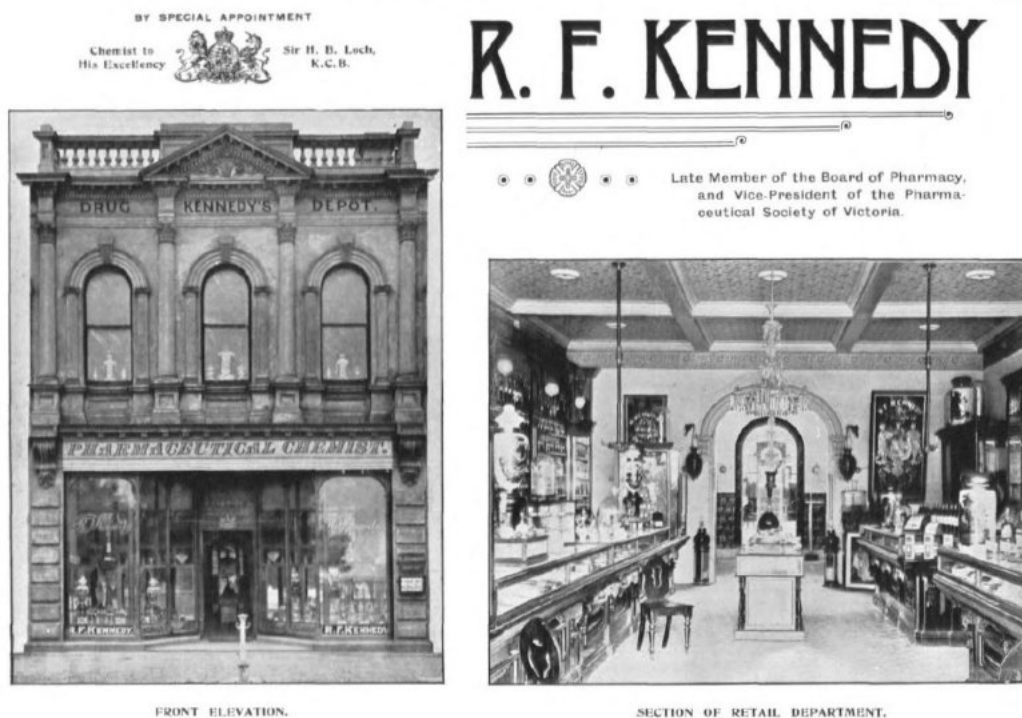 BY SPECIAL APPOINTMENT
Chemist to
His Excellency
Sir H. B. Loch,
K.C.B.
R. F. KENNEDY
Late Member of the Board of Pharmacy,
and Vice-President of the Pharma-
ceutical Society of Victoria.
DRUG KENNEDY'S DEPÔT.
PHARMACEUTICAL CHEMIST.
R.F.KENNEDY.
R.F.KENNEDY
FRONT ELEVATION.
SECTION OF RETAIL DEPARTMENT.